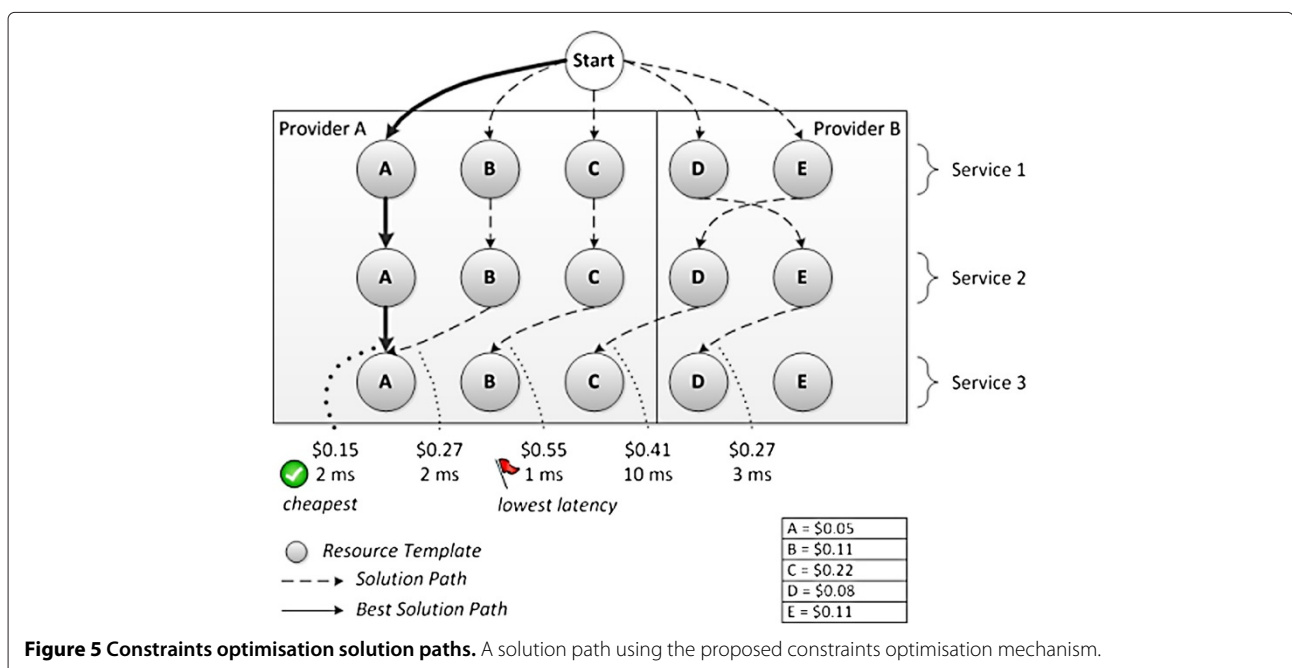 Start
Provider A
Provider B
A
B
C
D
E
Service 1
A
B
C
D
E
Service 2
A
B
C
D
E
Service 3
$0.15
2 ms
cheapest
$0.27
2 ms
$0.55
1 ms
lowest latency
$0.41
10 ms
$0.27
3 ms
Resource Template
Solution Path
Best Solution Path
A = $0.05
B = $0.11
C = $0.22
D = $0.08
E = $0.11
Figure 5 Constraints optimisation solution paths. A solution path using the proposed constraints optimisation mechanism.